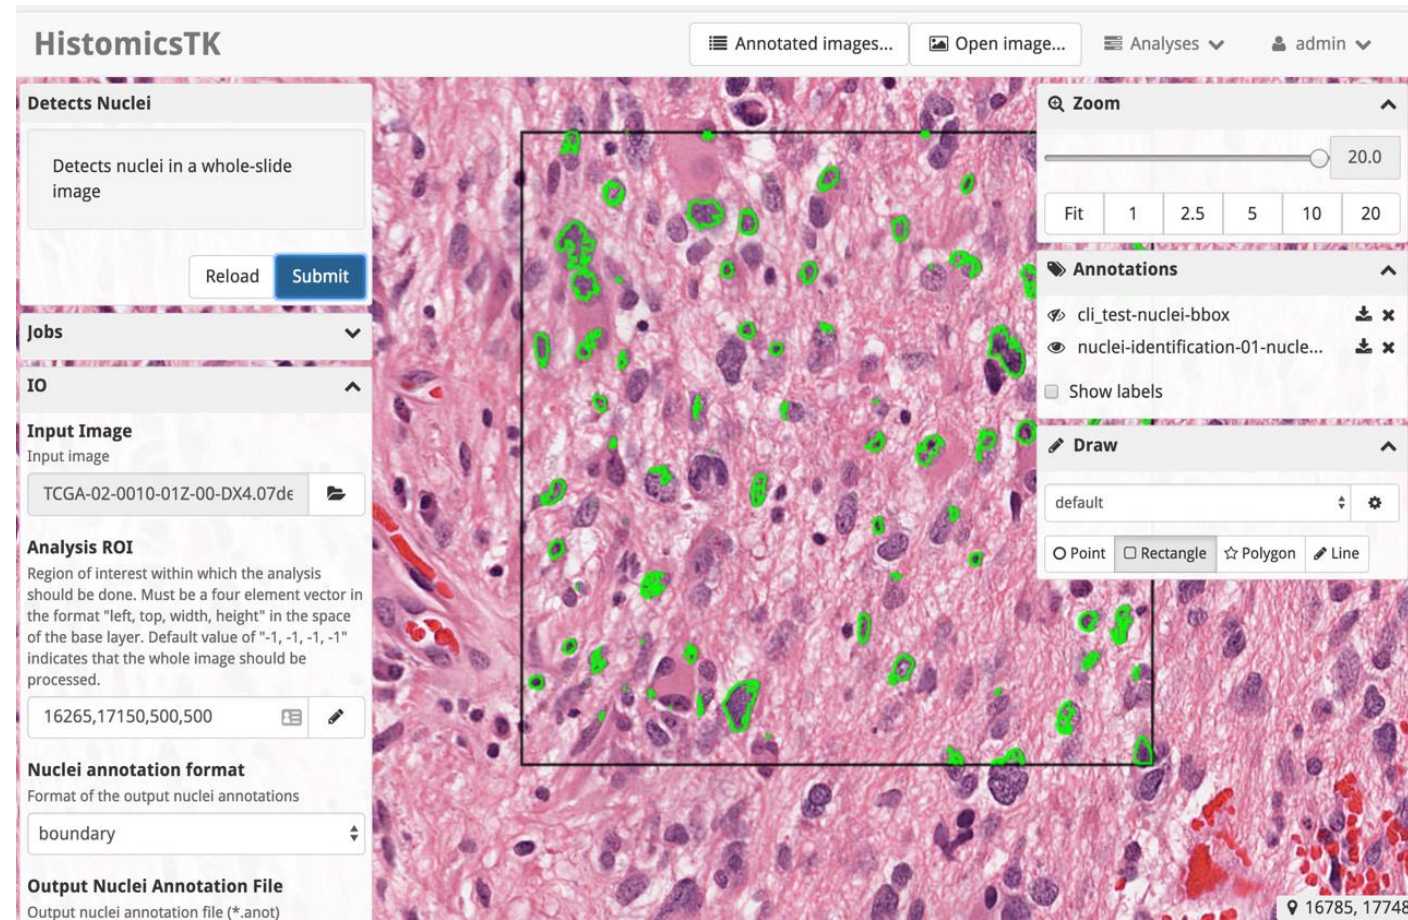 HistomicsTK
Annotated images...
Open image...
Analyses
admin
Detects Nuclei
Detects nuclei in a whole-slide
image
Reload
Submit
Jobs
IO
Input Image
Input image
TCGA-02-0010-01Z-00-DX4.07de
Analysis ROI
Region of interest within which the analysis
should be done. Must be a four element vector in
the format "left, top, width, height" in the space
of the base layer. Default value of "-1, -1, -1, -1"
indicates that the whole image should be
processed.
16265,17150,500,500
Nuclei annotation format
Format of the output nuclei annotations
boundary
Output Nuclei Annotation File
Output nuclei annotation file (*.anot)
Zoom
20.0
Fit 1 2.5 5 10 20
Annotations
cli_test-nuclei-bbox
nuclei-identification-01-nucle...
Show labels
Draw
default
Point Rectangle Polygon Line
16785, 17748